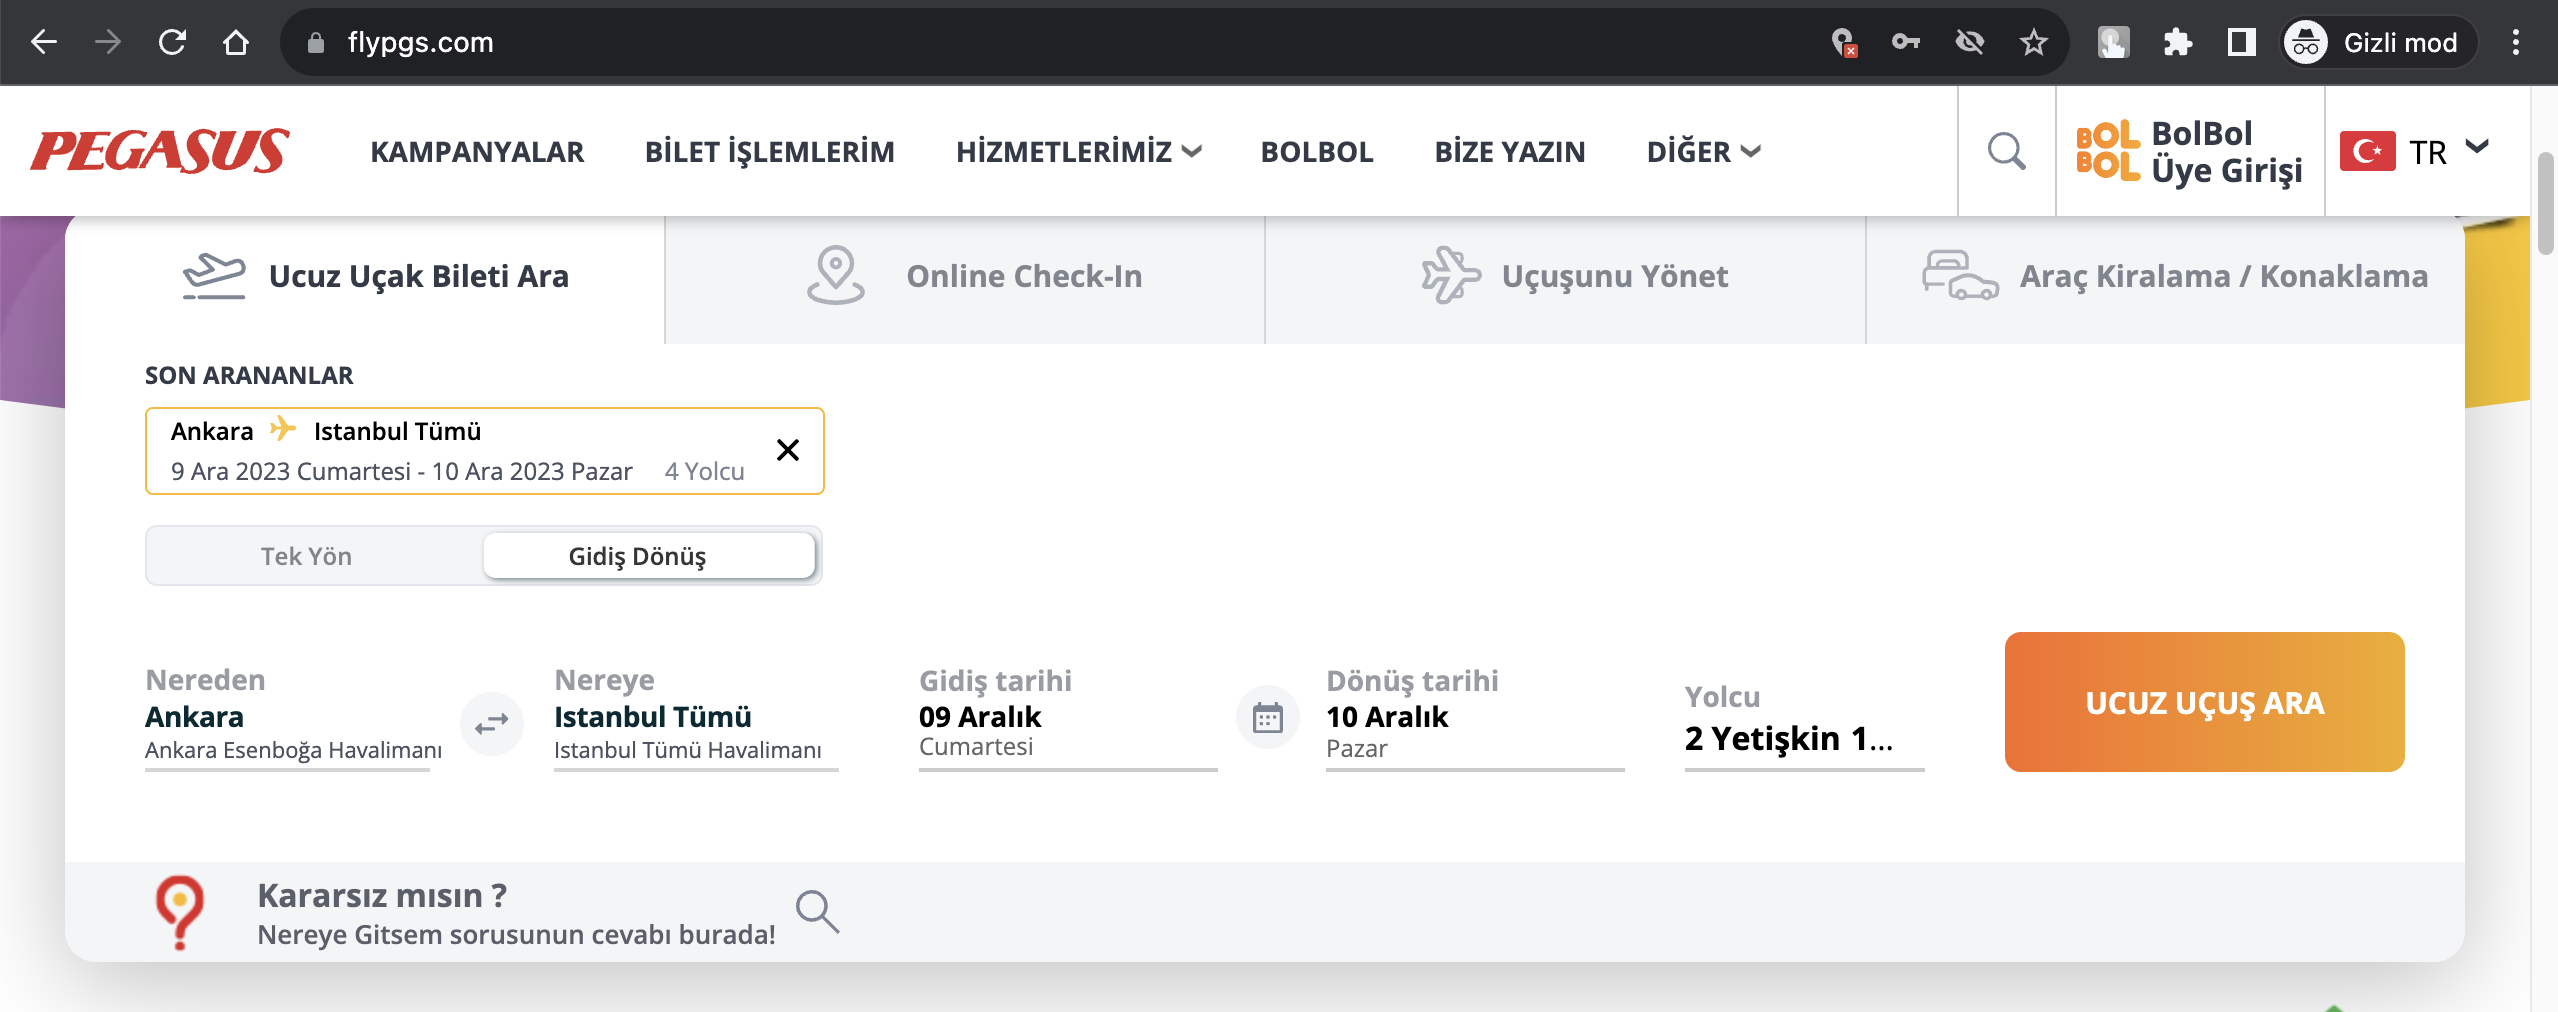 flypgs.com
Gizli mod
PEGASUS
KAMPANYALAR
BİLET İŞLEMLERİM
HİZMETLERİMİZ
BOLBOL
BİZE YAZIN
DİĞER
BOL
BOL
BolBol
Üye Girişi
TR
Ucuz Uçak Bileti Ara
Online Check-In
Uçuşunu Yönet
Araç Kiralama / Konaklama
SON ARANANLAR
Ankara Istanbul Tümü
9 Ara 2023 Cumartesi - 10 Ara 2023 Pazar 4 Yolcu
Tek Yön
Gidiş Dönüş
Nereden
Ankara
Ankara Esenboğa Havalimanı
Nereye
Istanbul Tümü
Istanbul Tümü Havalimanı
Gidiş tarihi
09 Aralık
Cumartesi
Dönüş tarihi
10 Aralık
Pazar
Yolcu
2 Yetişkin 1...
UCUZ UÇUŞ ARA
Kararsız mısın ?
Nereye Gitsem sorusunun cevabı burada!